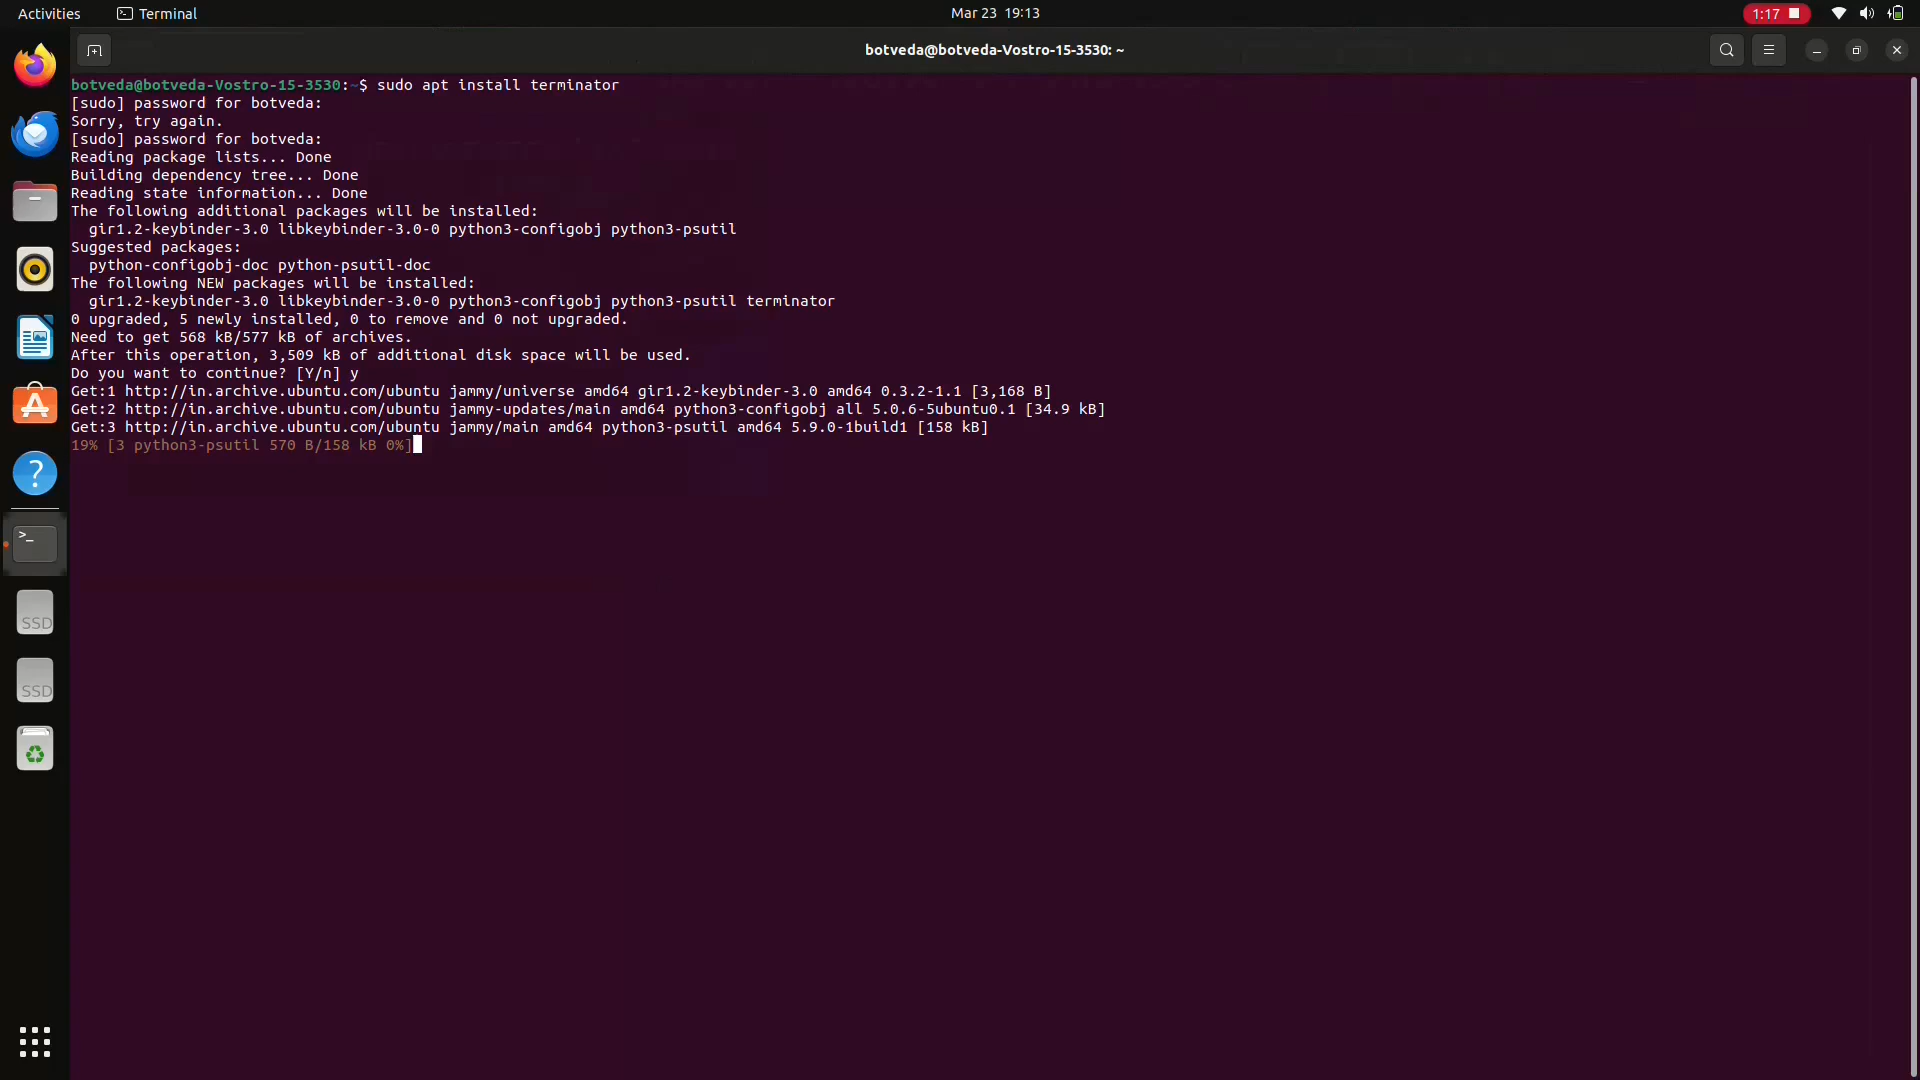 Activities
Terminal
Mar 23 19:13
1:17
botveda@botveda-Vostro-15-3530: ~
botveda@botveda-Vostro-15-3530:~$ sudo apt install terminator
[sudo] password for botveda:
Sorry, try again.
[sudo] password for botveda:
Reading package lists... Done
Building dependency tree... Done
Reading state information... Done
The following additional packages will be installed:
  gir1.2-keybinder-3.0 libkeybinder-3.0-0 python3-configobj python3-psutil
Suggested packages:
  python-configobj-doc python-psutil-doc
The following NEW packages will be installed:
  gir1.2-keybinder-3.0 libkeybinder-3.0-0 python3-configobj python3-psutil terminator
0 upgraded, 5 newly installed, 0 to remove and 0 not upgraded.
Need to get 568 kB/577 kB of archives.
After this operation, 3,509 kB of additional disk space will be used.
Do you want to continue? [Y/n] y
Get:1 http://in.archive.ubuntu.com/ubuntu jammy/universe amd64 gir1.2-keybinder-3.0 amd64 0.3.2-1.1 [3,168 B]
Get:2 http://in.archive.ubuntu.com/ubuntu jammy-updates/main amd64 python3-configobj all 5.0.6-5ubuntu0.1 [34.9 kB]
Get:3 http://in.archive.ubuntu.com/ubuntu jammy/main amd64 python3-psutil amd64 5.9.0-1build1 [158 kB]
19% [3 python3-psutil 570 B/158 kB 0%]
SSD
SSD